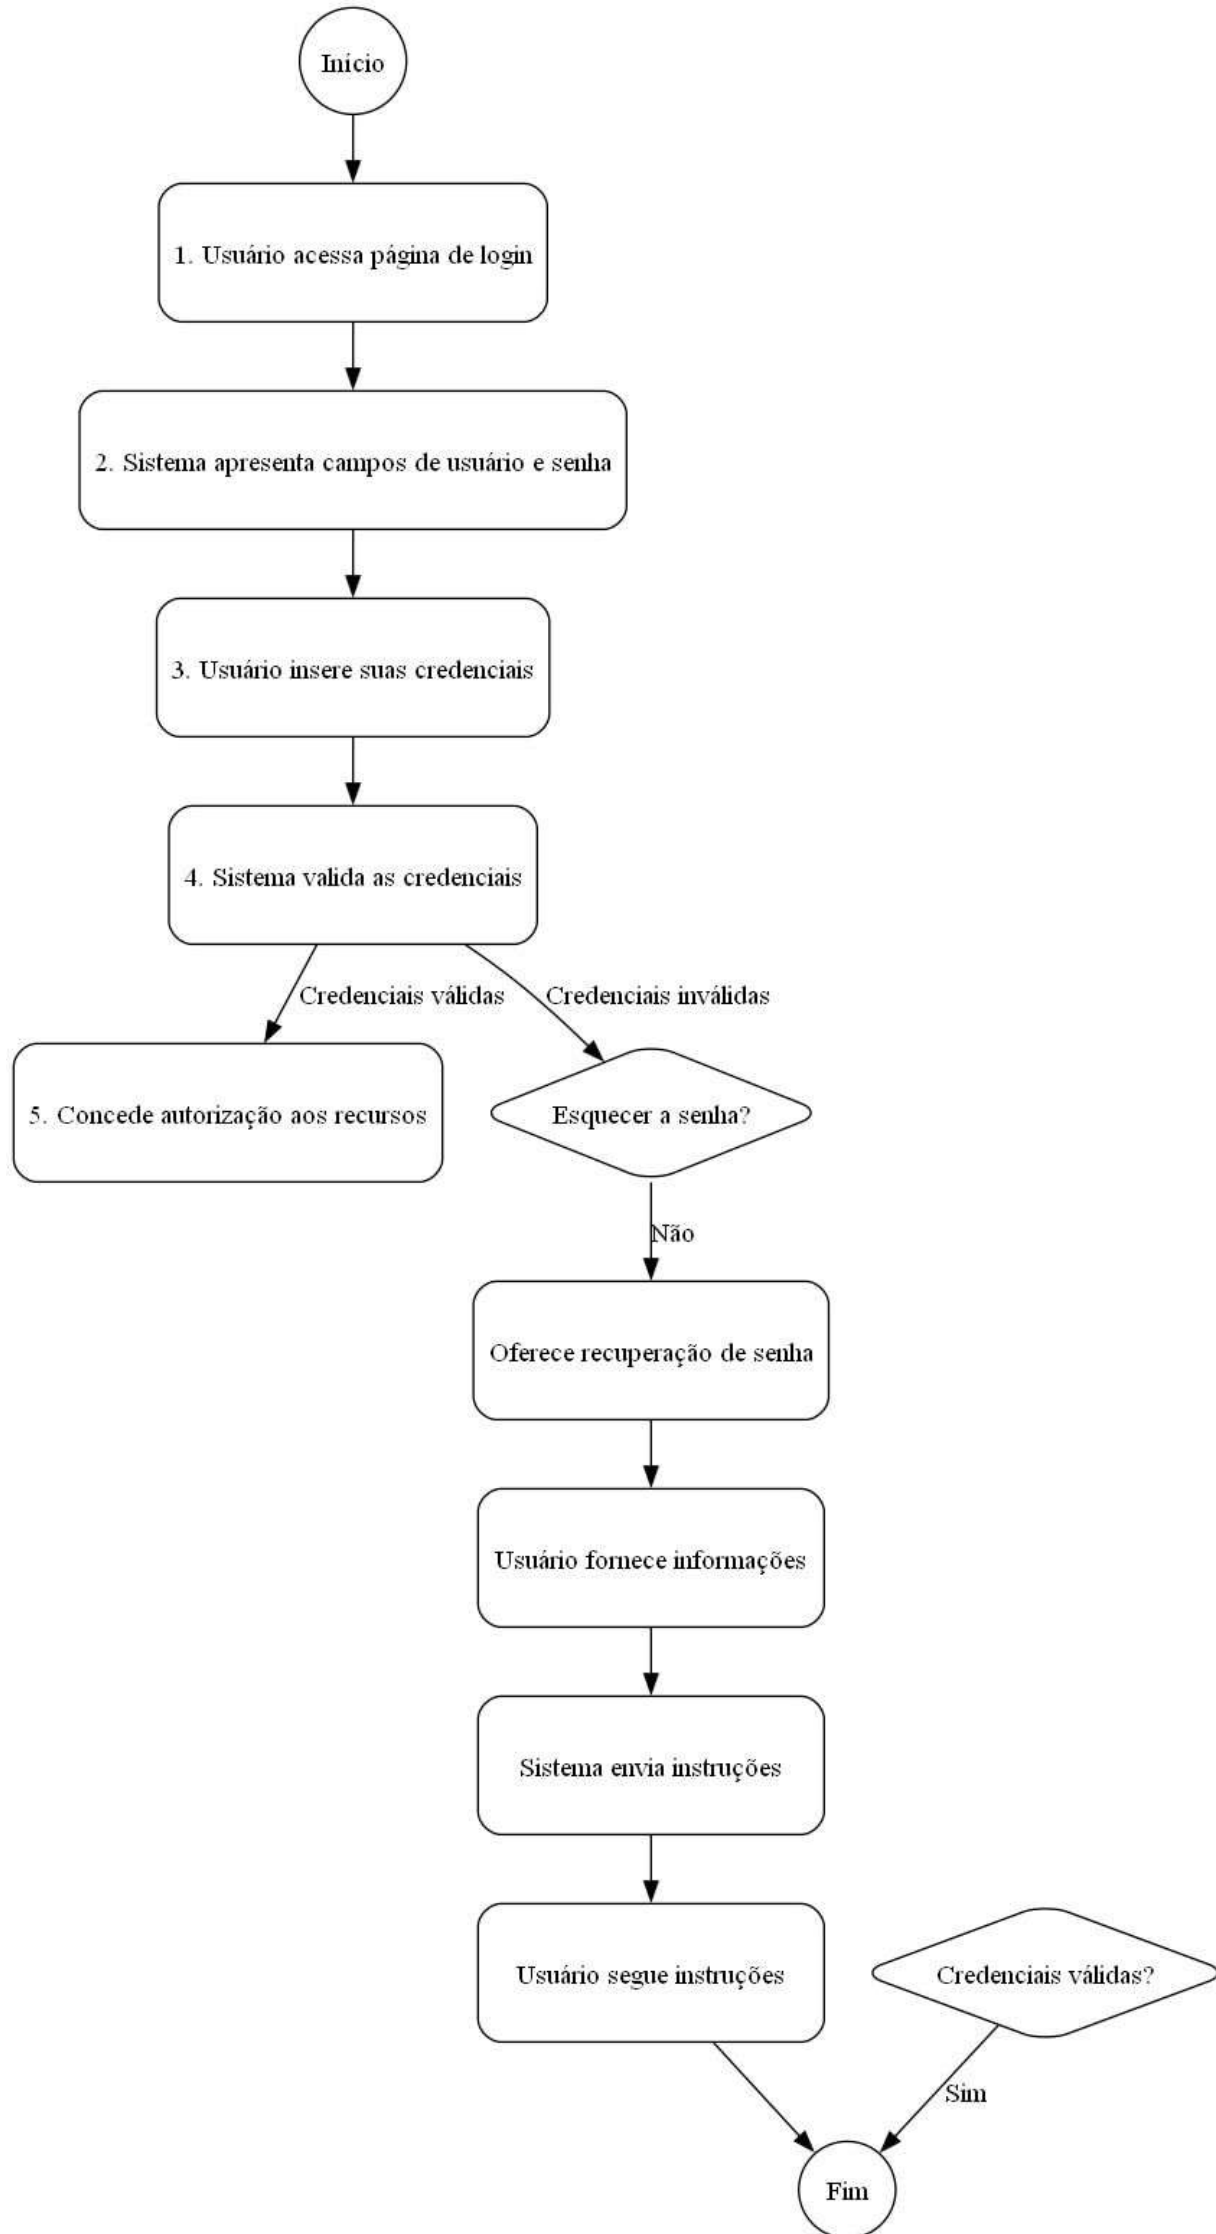 Início
1. Usuário acessa página de login
2. Sistema apresenta campos de usuário e senha
3. Usuário insere suas credenciais
4. Sistema valida as credenciais
Credenciais válidas
Credenciais inválidas
5. Concede autorização aos recursos
Esquecer a senha?
Não
Oferece recuperação de senha
Usuário fornece informações
Sistema envia instruções
Usuário segue instruções
Credenciais válidas?
Sim
Fim